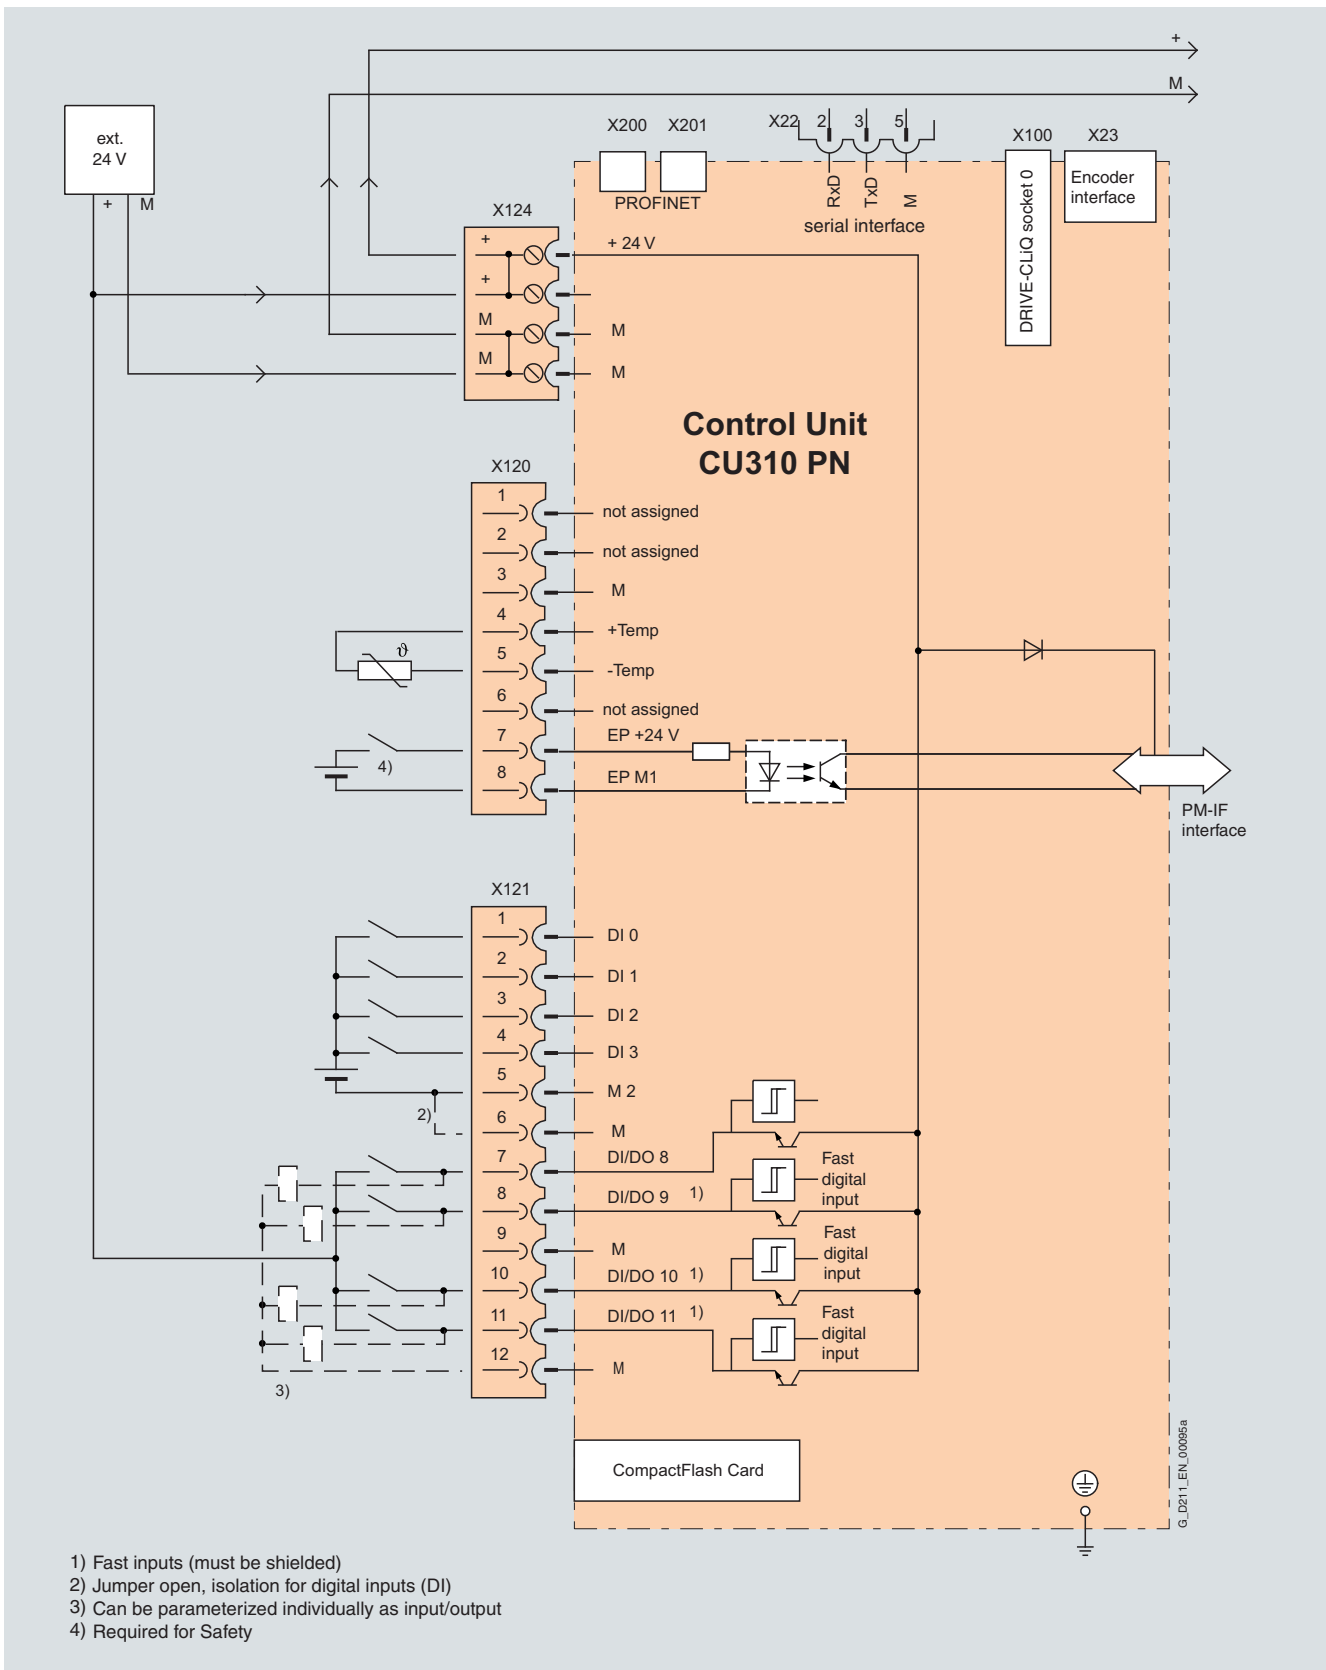 +
M
ext.
24 V
+ M
X200 X201
PROFINET
X22 2 3 5
RxD
TxD
M
serial interface
X100
DRIVE-CLiQ socket 0
X23
Encoder
interface
X124
+
+ 24 V
+
M
M
M
M
Control Unit
CU310 PN
X120
1
not assigned
2
not assigned
3
M
4
+Temp
ϑ
5
-Temp
6
not assigned
7
EP +24 V
4)
8
EP M1
PM-IF
interface
X121
1
DI 0
2
DI 1
3
DI 2
4
DI 3
5
M 2
2)
6
M
7
DI/DO 8
Fast
digital
input
8
DI/DO 9 1)
9
M
Fast
digital
input
10
DI/DO 10 1)
11
DI/DO 11 1)
Fast
digital
input
12
M
3)
CompactFlash Card
G_D211_EN_00095a
1) Fast inputs (must be shielded)
2) Jumper open, isolation for digital inputs (DI)
3) Can be parameterized individually as input/output
4) Required for Safety